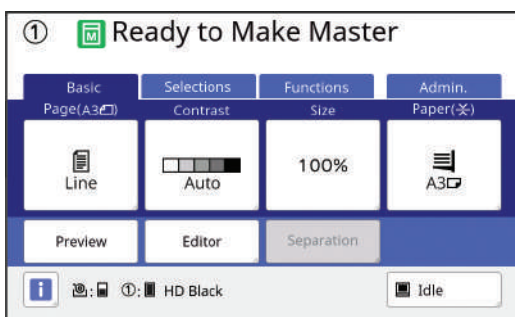 ① M Ready to Make Master
Basic Selections Functions Admin.
Page(A3) Contrast Size Paper()
Line Auto 100% A3
Preview Editor Separation
i : ①: HD Black Idle